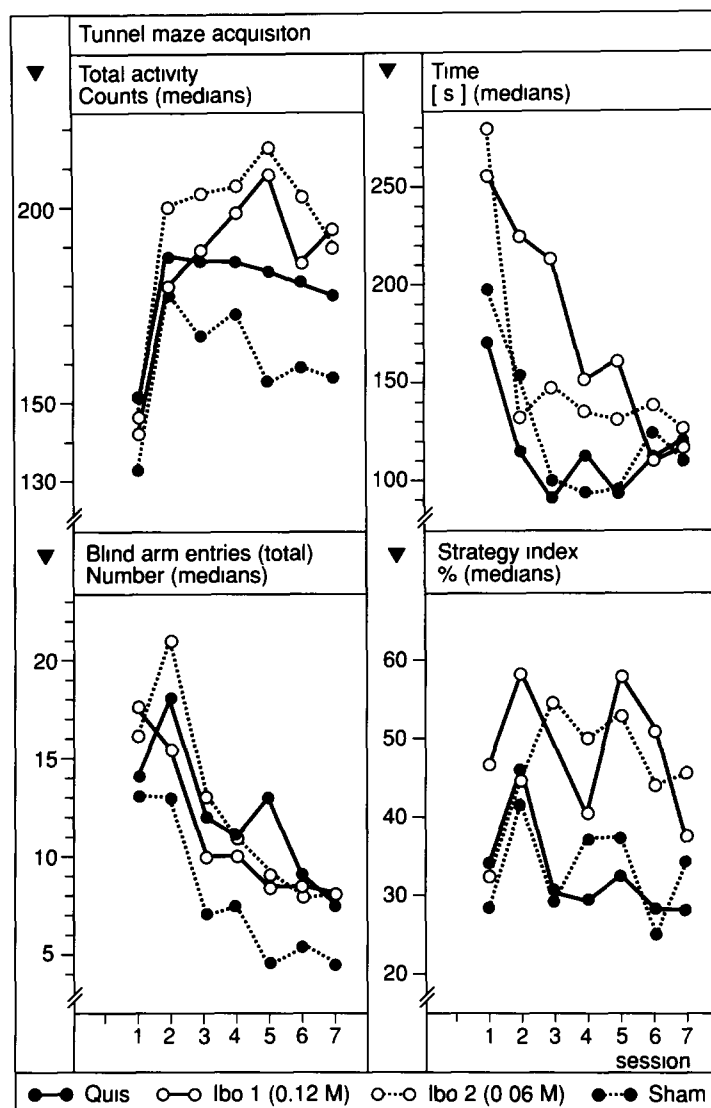 Tunnel maze acquisiton
Total activity
Counts (medians)
200
150
130
Time
[ s ] (medians)
250
200
150
100
Blind arm entries (total)
Number (medians)
20
15
10
5
1 2 3 4 5 6 7
Strategy index
% (medians)
60
50
40
30
20
1 2 3 4 5 6 7
session
Quis Ibo 1 (0.12 M) Ibo 2 (0 06 M) Sham